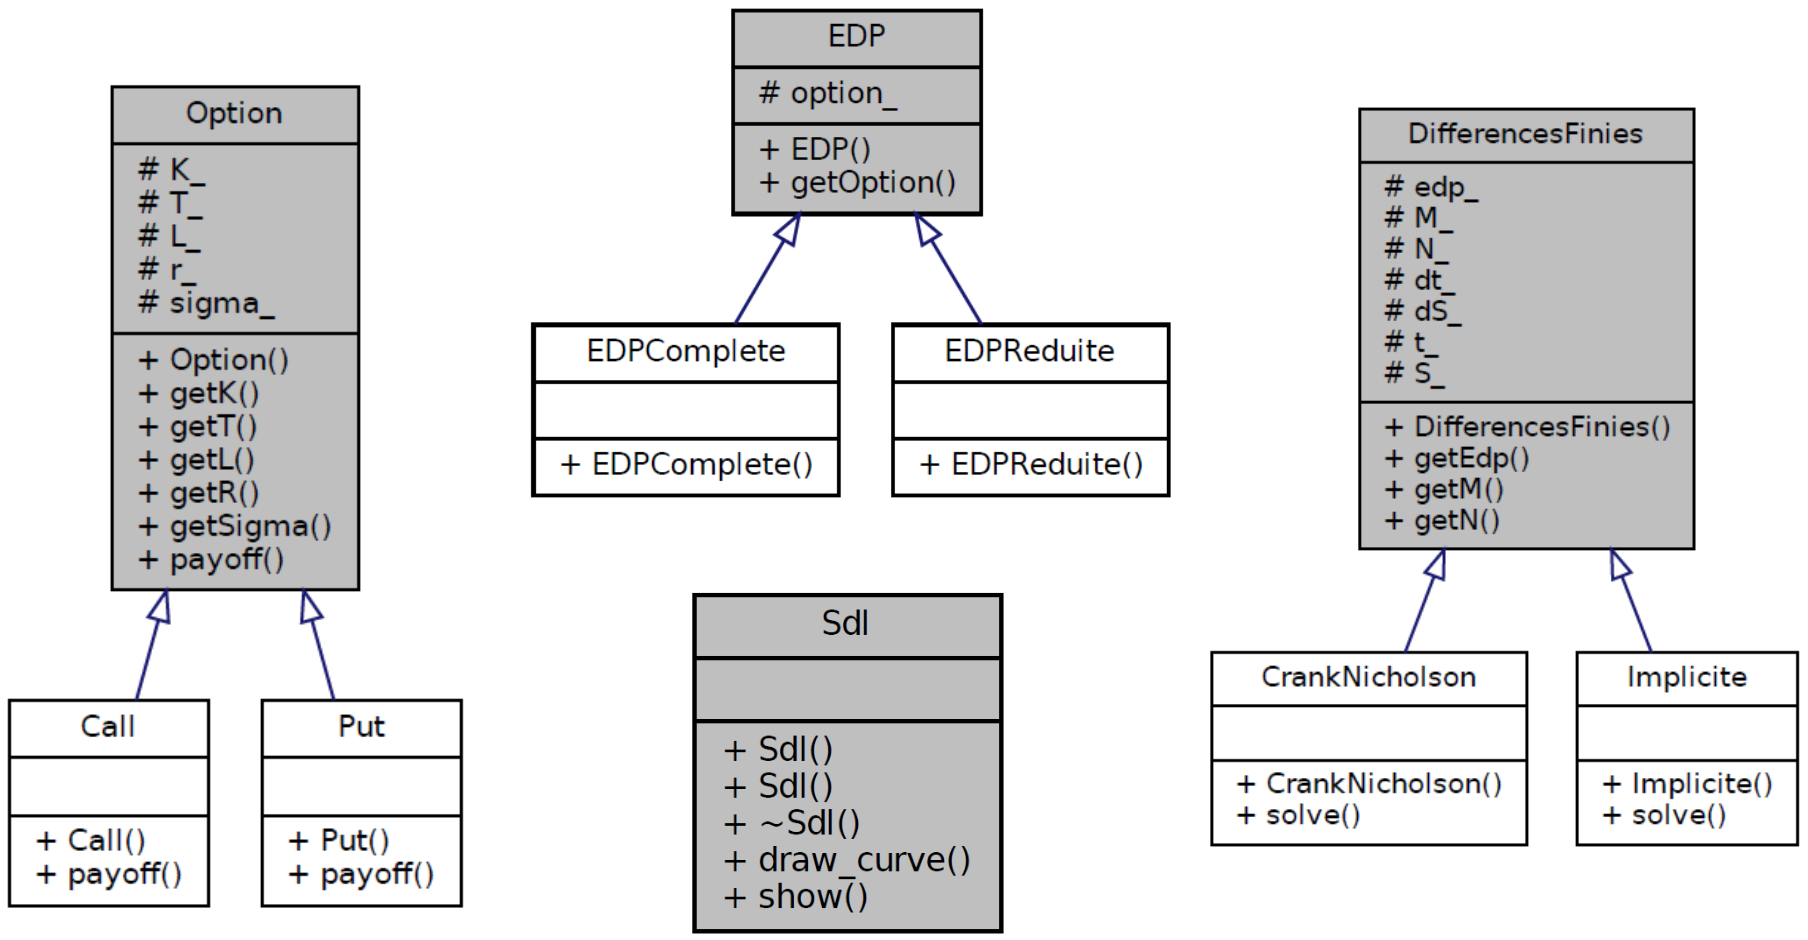 Option
# K_
# T_
# L_
# r_
# sigma_
+ Option()
+ getK()
+ getT()
+ getL()
+ getR()
+ getSigma()
+ payoff()
Call
+ Call()
+ payoff()
Put
+ Put()
+ payoff()
EDP
# option_
+ EDP()
+ getOption()
EDPComplete
+ EDPComplete()
EDPReduite
+ EDPReduite()
Sdl
+ Sdl()
+ Sdl()
+ ~Sdl()
+ draw_curve()
+ show()
DifferencesFinies
# edp_
# M_
# N_
# dt_
# dS_
# t_
# S_
+ DifferencesFinies()
+ getEdp()
+ getM()
+ getN()
CrankNicholson
+ CrankNicholson()
+ solve()
Implicite
+ Implicite()
+ solve()